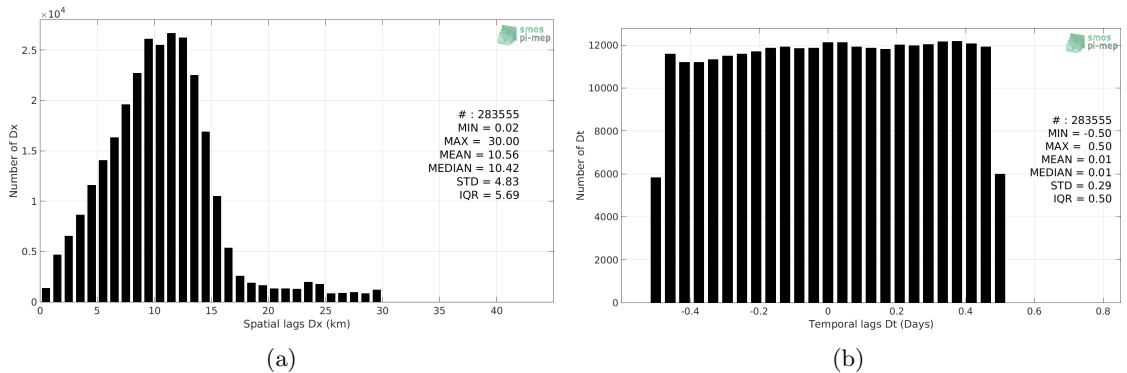 ×10⁴
2.5
2
1.5
1
0.5
0
Number of Dx
smos
pi-mep
# : 283555
MIN = 0.02
MAX = 30.00
MEAN = 10.56
MEDIAN = 10.42
STD = 4.83
IQR = 5.69
0 5 10 15 20 25 30 35 40
Spatial lags Dx (km)
(a)
12000
10000
8000
6000
4000
2000
0
Number of Dt
smos
pi-mep
# : 283555
MIN = -0.50
MAX = 0.50
MEAN = 0.01
MEDIAN = 0.01
STD = 0.29
IQR = 0.50
-0.4 -0.2 0 0.2 0.4 0.6 0.8
Temporal lags Dt (Days)
(b)